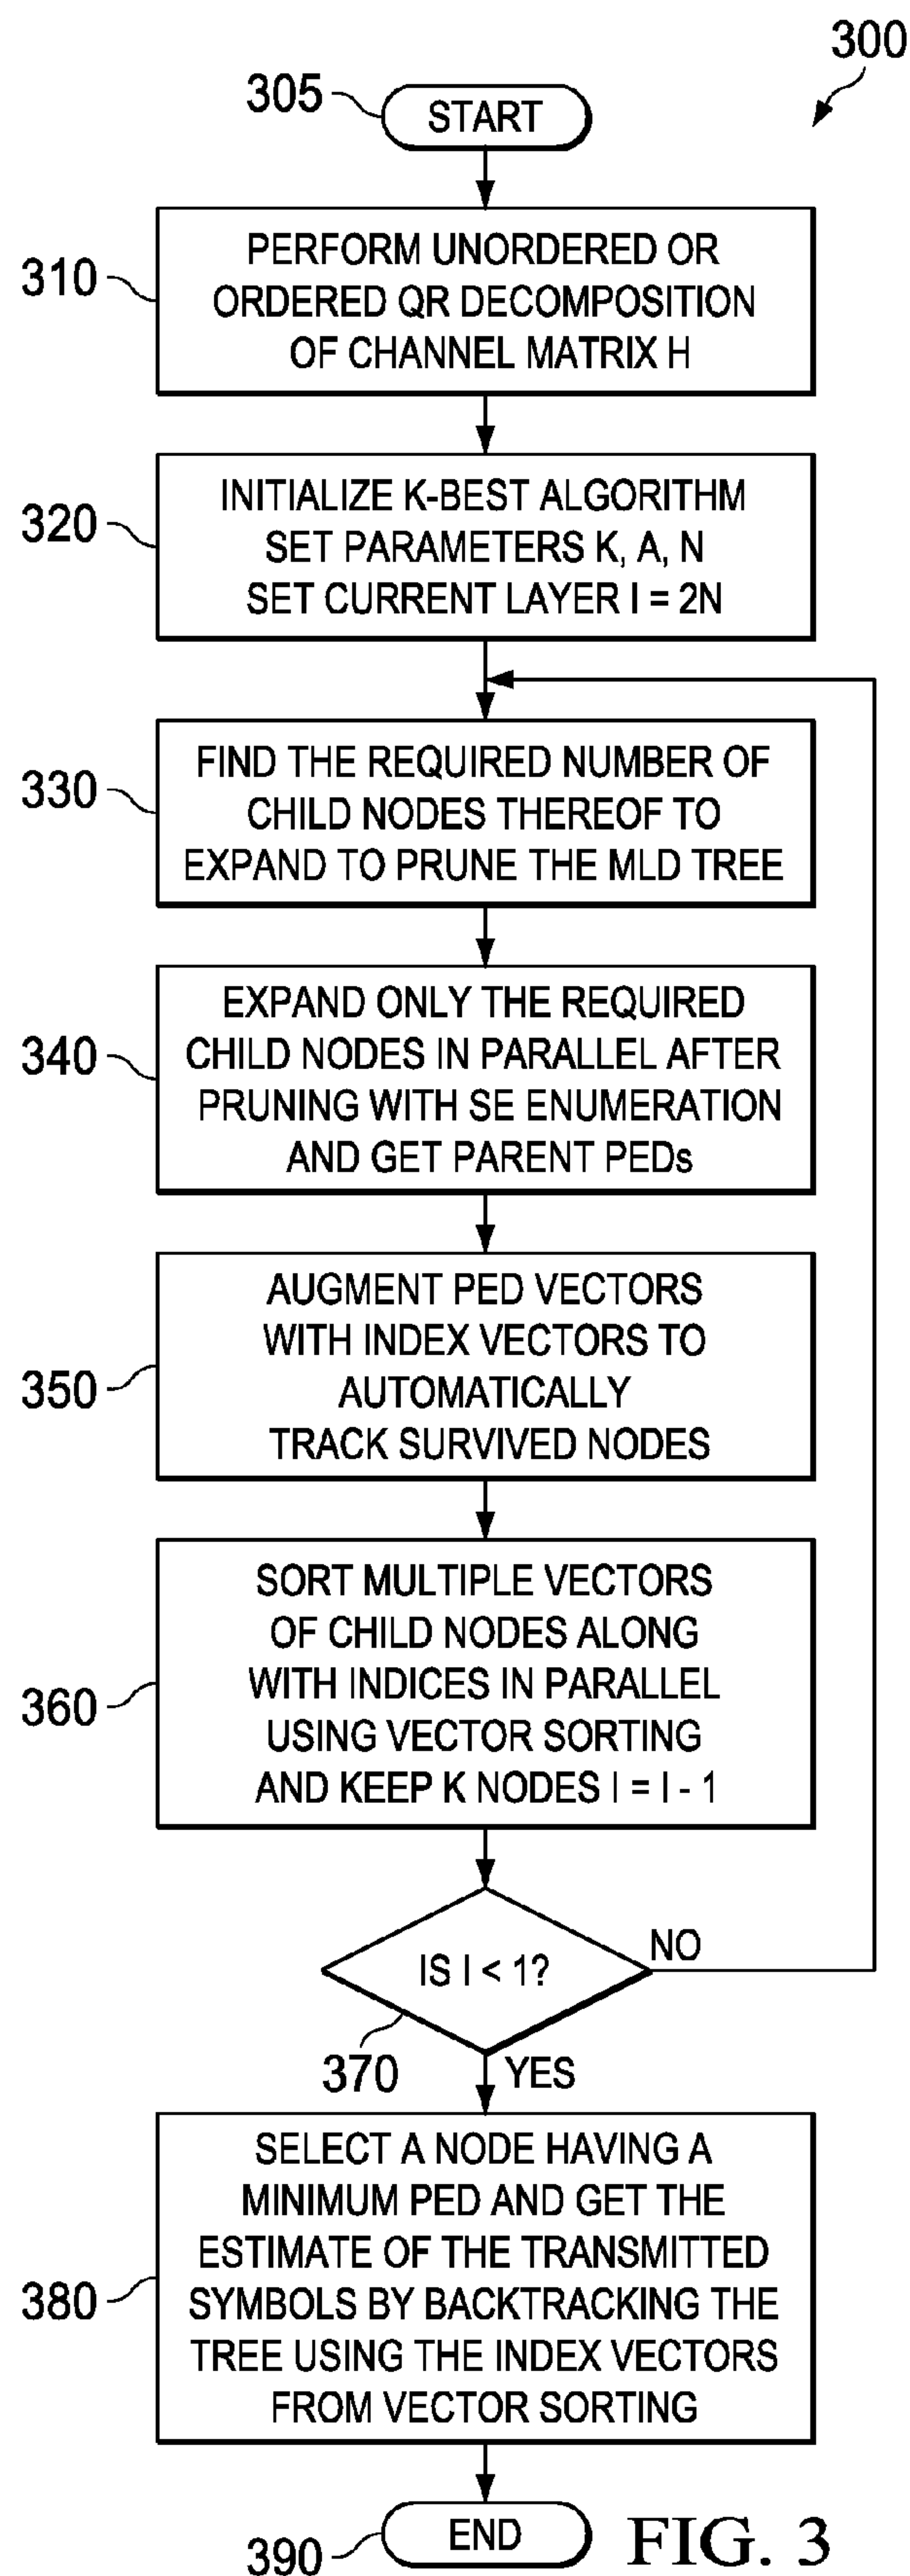 300
305
START
310
PERFORM UNORDERED OR
ORDERED QR DECOMPOSITION
OF CHANNEL MATRIX H
320
INITIALIZE K-BEST ALGORITHM
SET PARAMETERS K, A, N
SET CURRENT LAYER I = 2N
330
FIND THE REQUIRED NUMBER OF
CHILD NODES THEREOF TO
EXPAND TO PRUNE THE MLD TREE
340
EXPAND ONLY THE REQUIRED
CHILD NODES IN PARALLEL AFTER
PRUNING WITH SE ENUMERATION
AND GET PARENT PEDs
350
AUGMENT PED VECTORS
WITH INDEX VECTORS TO
AUTOMATICALLY
TRACK SURVIVED NODES
360
SORT MULTIPLE VECTORS
OF CHILD NODES ALONG
WITH INDICES IN PARALLEL
USING VECTOR SORTING
AND KEEP K NODES I = I - 1
IS I < 1?
NO
370
YES
380
SELECT A NODE HAVING A
MINIMUM PED AND GET THE
ESTIMATE OF THE TRANSMITTED
SYMBOLS BY BACKTRACKING THE
TREE USING THE INDEX VECTORS
FROM VECTOR SORTING
390
END
FIG. 3